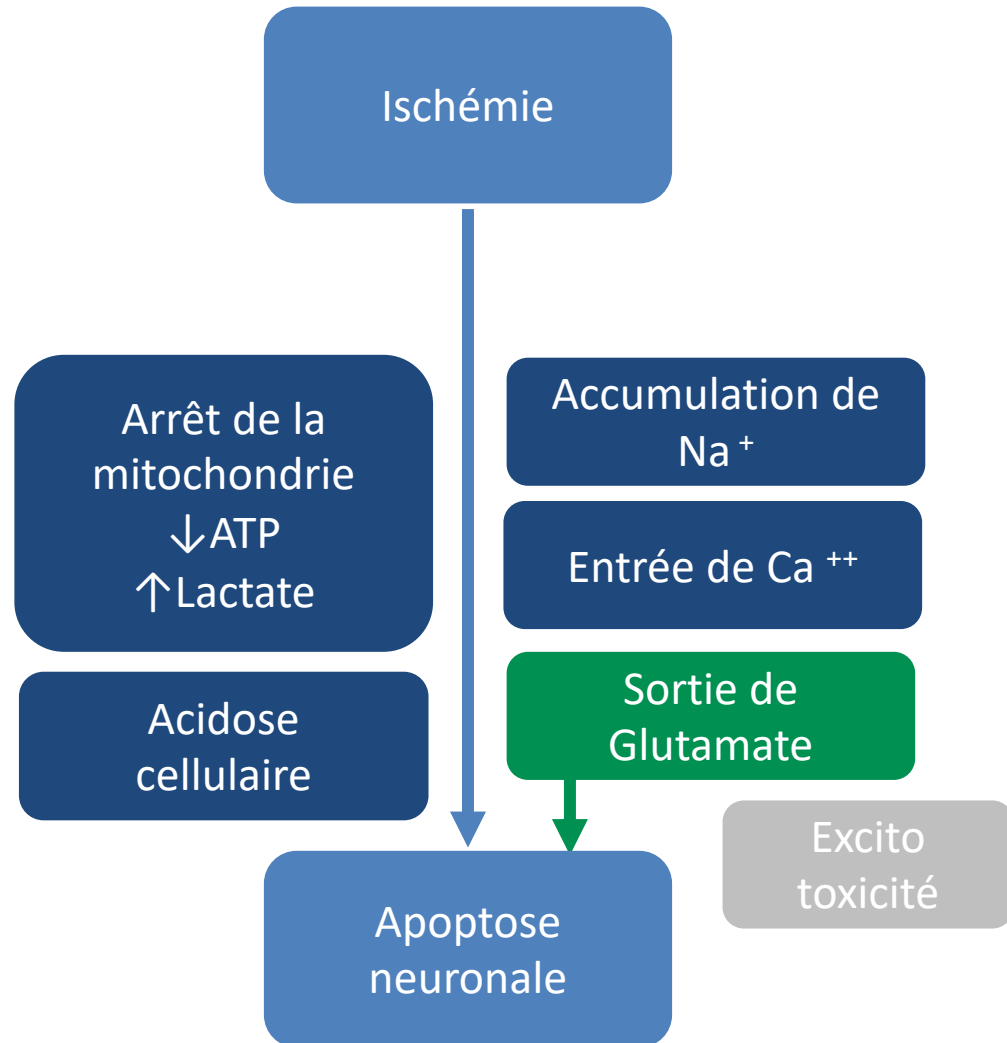 Ischémie
Arrêt de la
mitochondrie
↓ATP
↑Lactate
Acidose
cellulaire
Accumulation de
Na ⁺
Entrée de Ca ⁺⁺
Sortie de
Glutamate
Excito
toxicité
Apoptose
neuronale